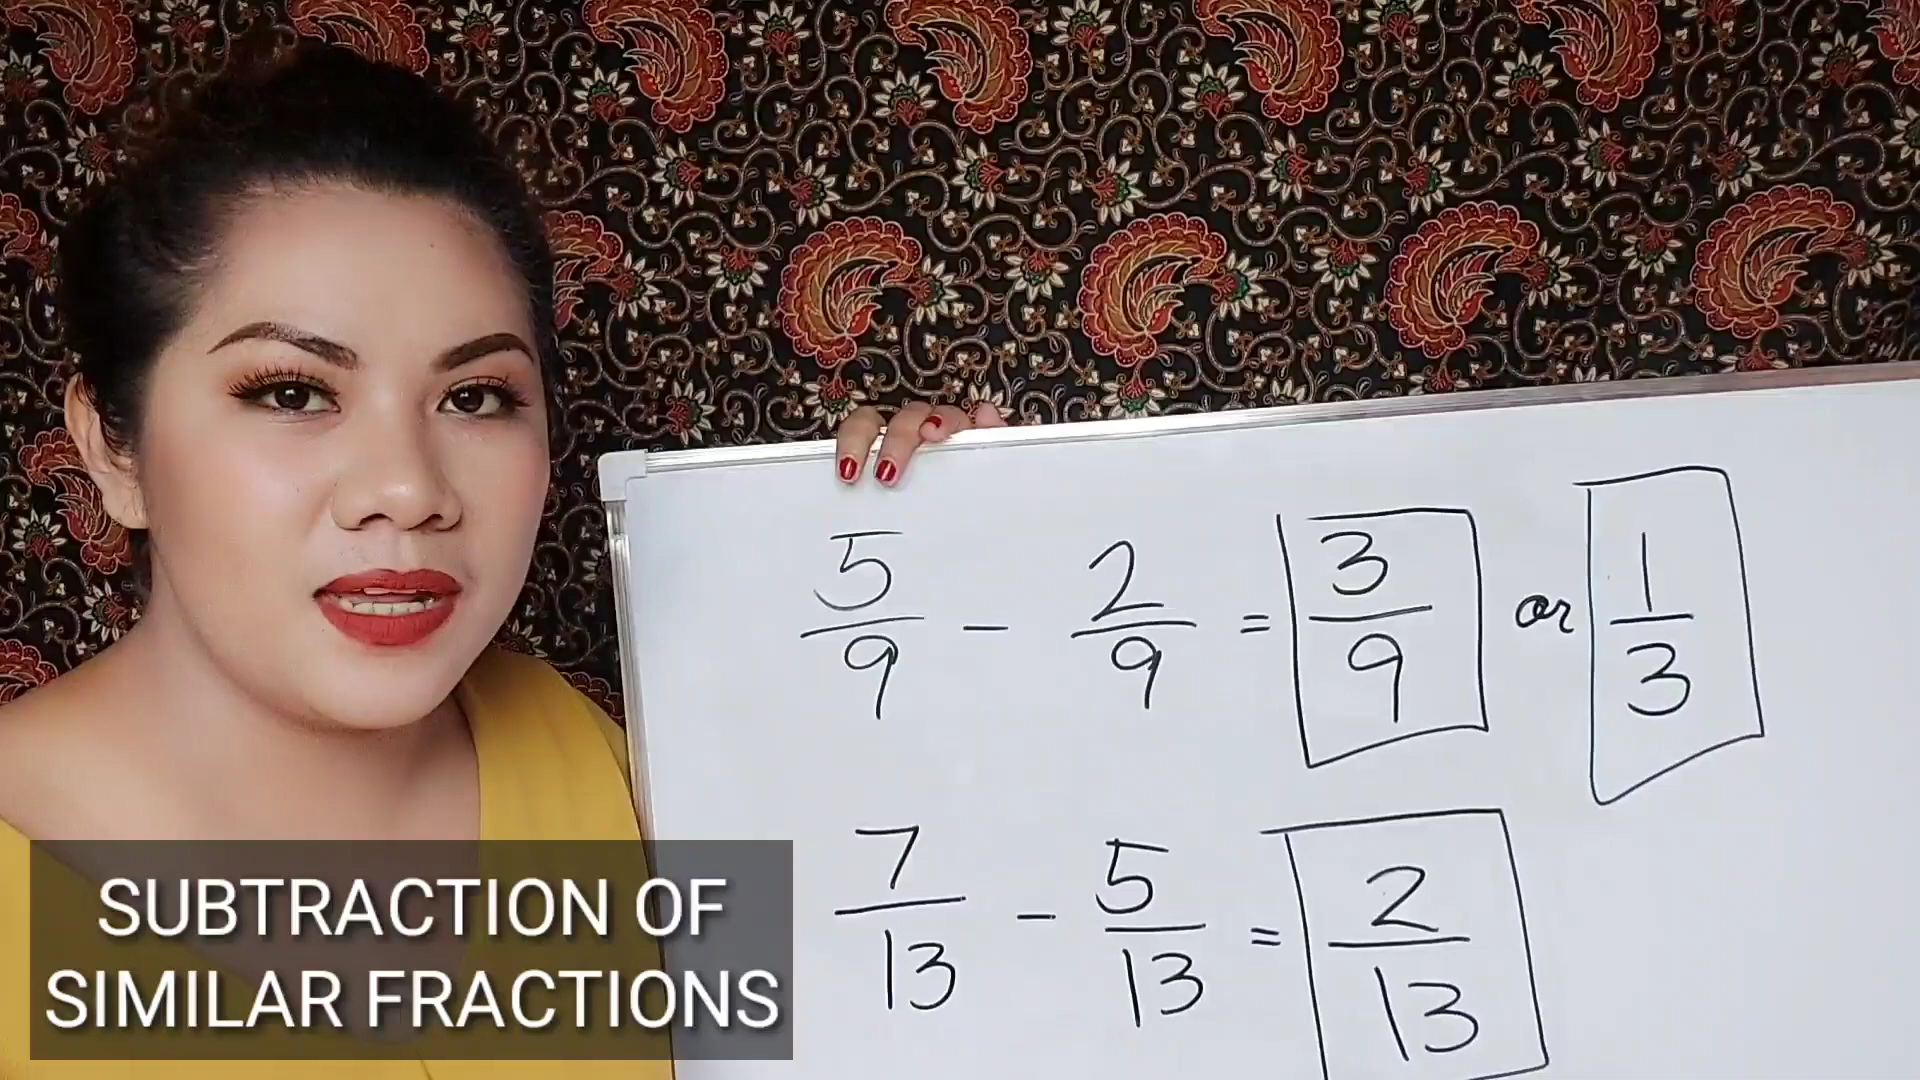 5/9 - 2/9 = 3/9 or 1/3
7/13 - 5/13 = 2/13
SUBTRACTION OF
SIMILAR FRACTIONS